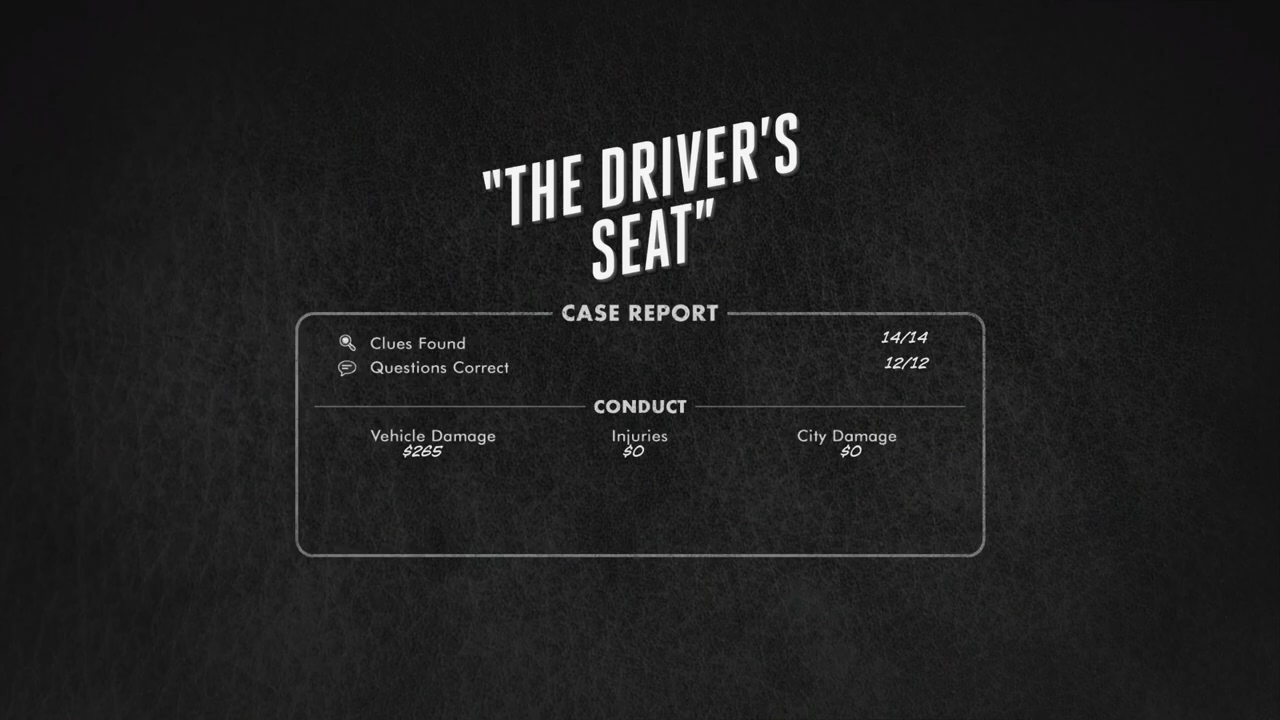 "THE DRIVER'S
SEAT"
CASE REPORT
Clues Found 14/14
Questions Correct 12/12
CONDUCT
Vehicle Damage Injuries City Damage
$265 $0 $0